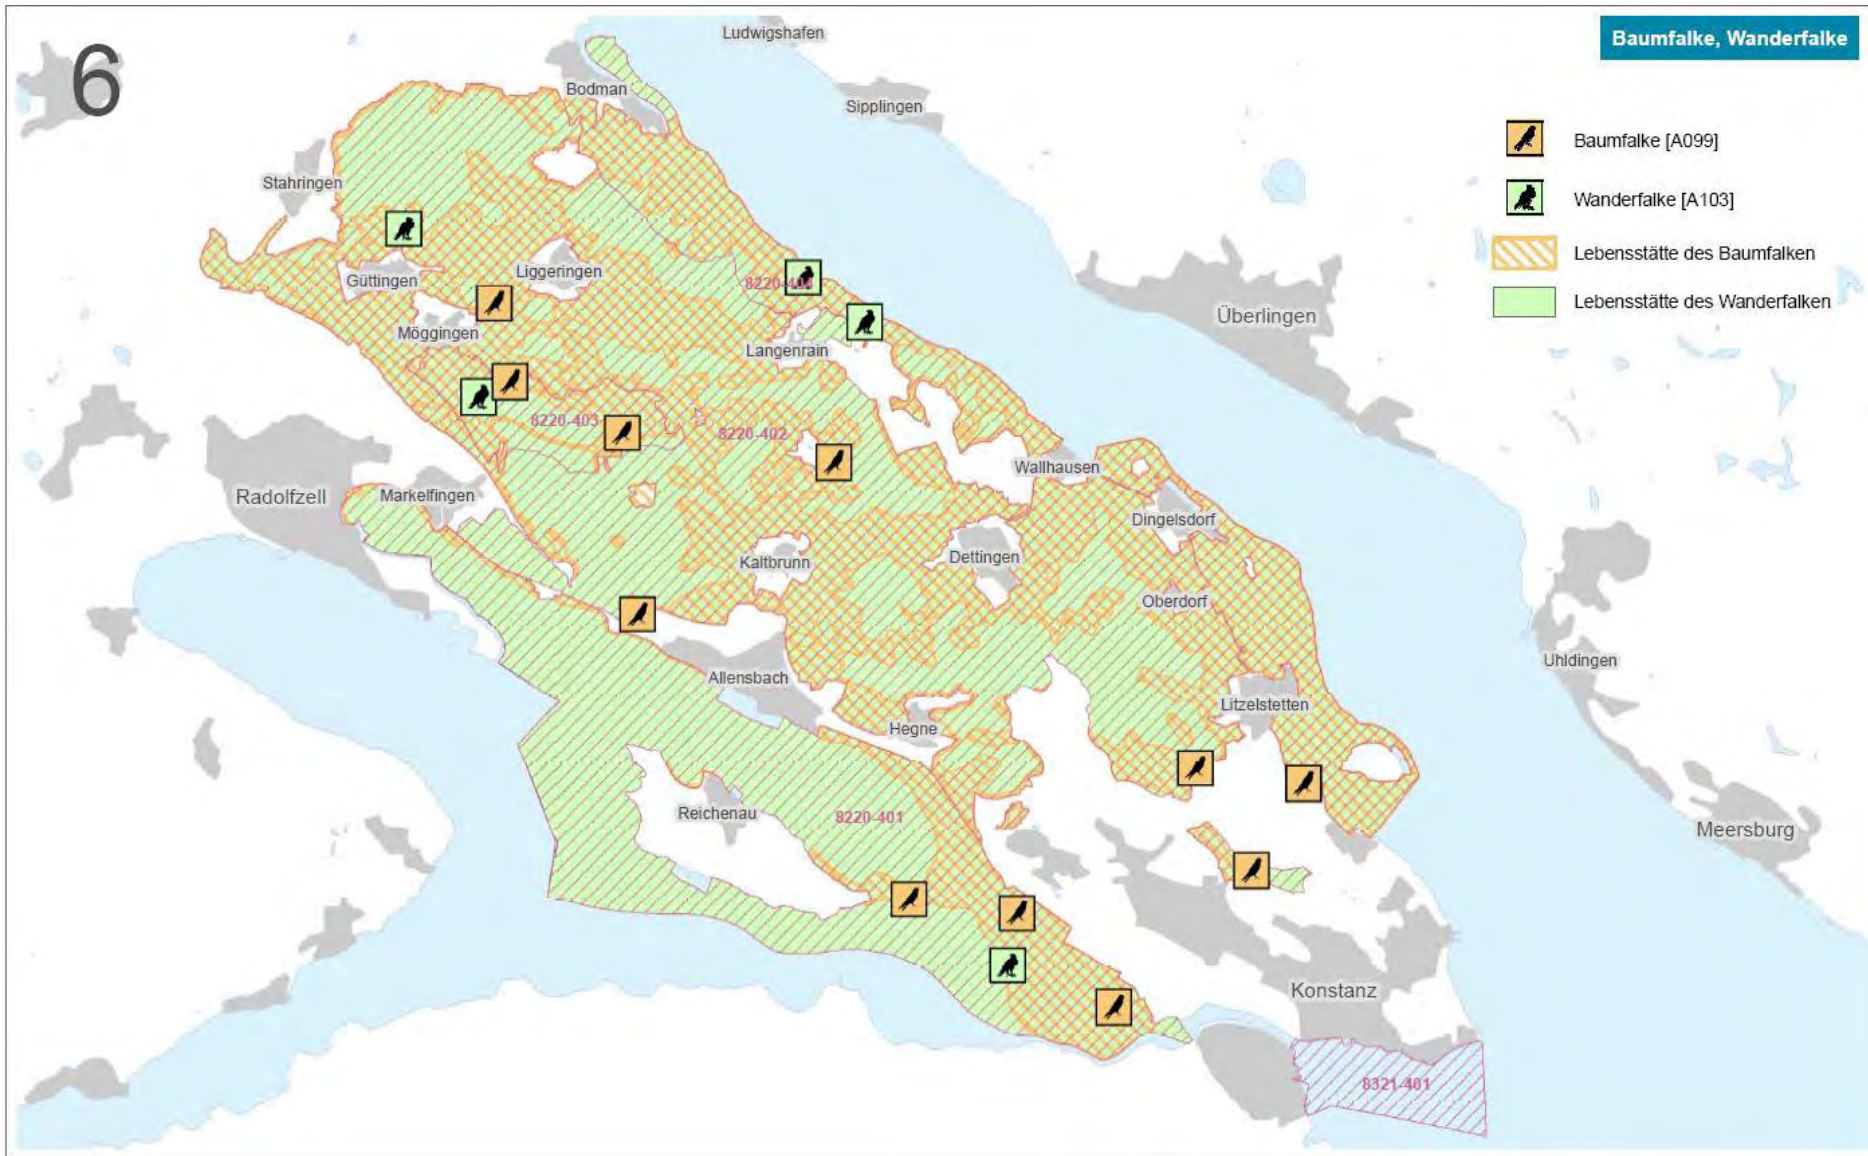 6
Baumfalke, Wanderfalke
Baumfalke [A099]
Wanderfalke [A103]
Lebensstätte des Baumfalken
Lebensstätte des Wanderfalken
Ludwigshafen
Bodman
Sipplingen
Stahringen
Güttingen
Liggeringen
8220-404
Überlingen
Möggingen
Langenrain
8220-403
8220-402
Wallhausen
Radolfzell
Markelfingen
Dingelsdorf
Kaltbrunn
Dettingen
Oberdorf
Uhldingen
Allensbach
Litzelstetten
Hegne
Reichenau
8220-401
Meersburg
Konstanz
8321-401